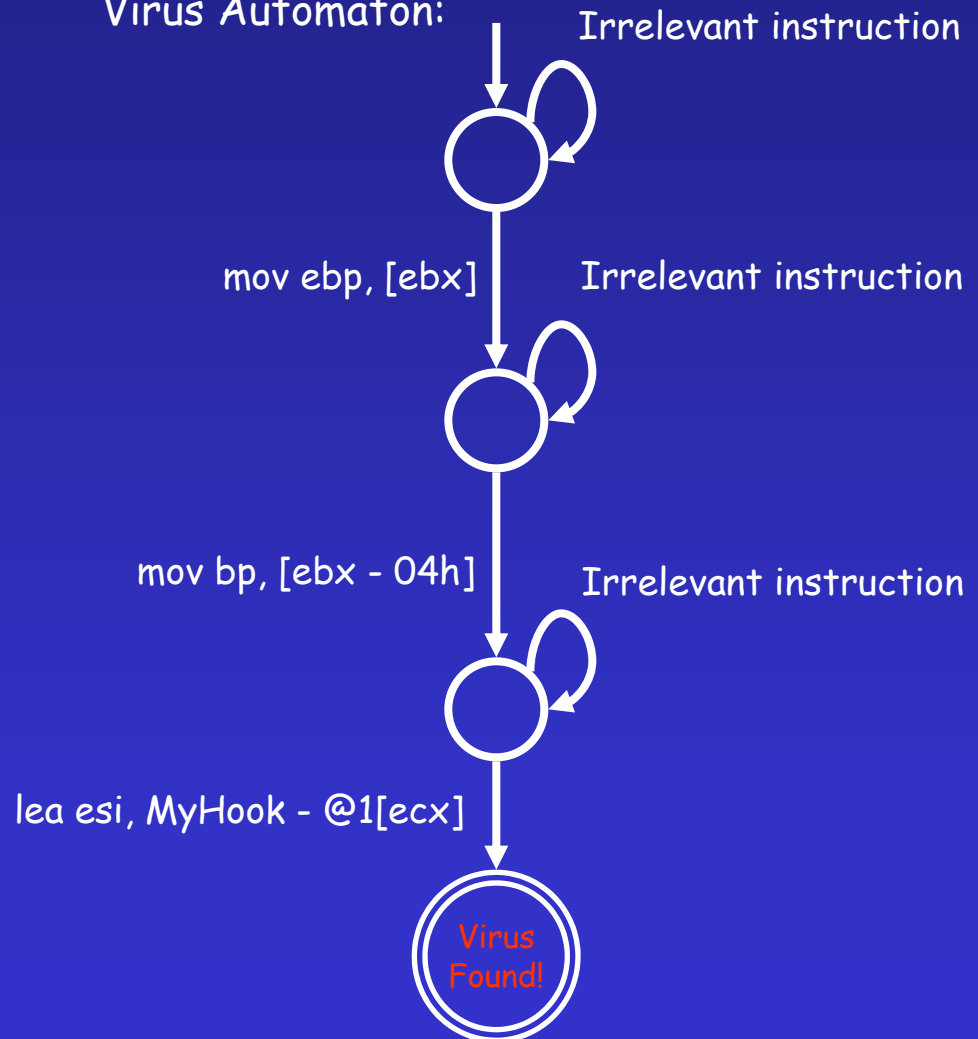 Virus Automaton:
Irrelevant instruction
mov ebp, [ebx]
Irrelevant instruction
mov bp, [ebx - 04h]
Irrelevant instruction
lea esi, MyHook - @1[ecx]
Virus
Found!